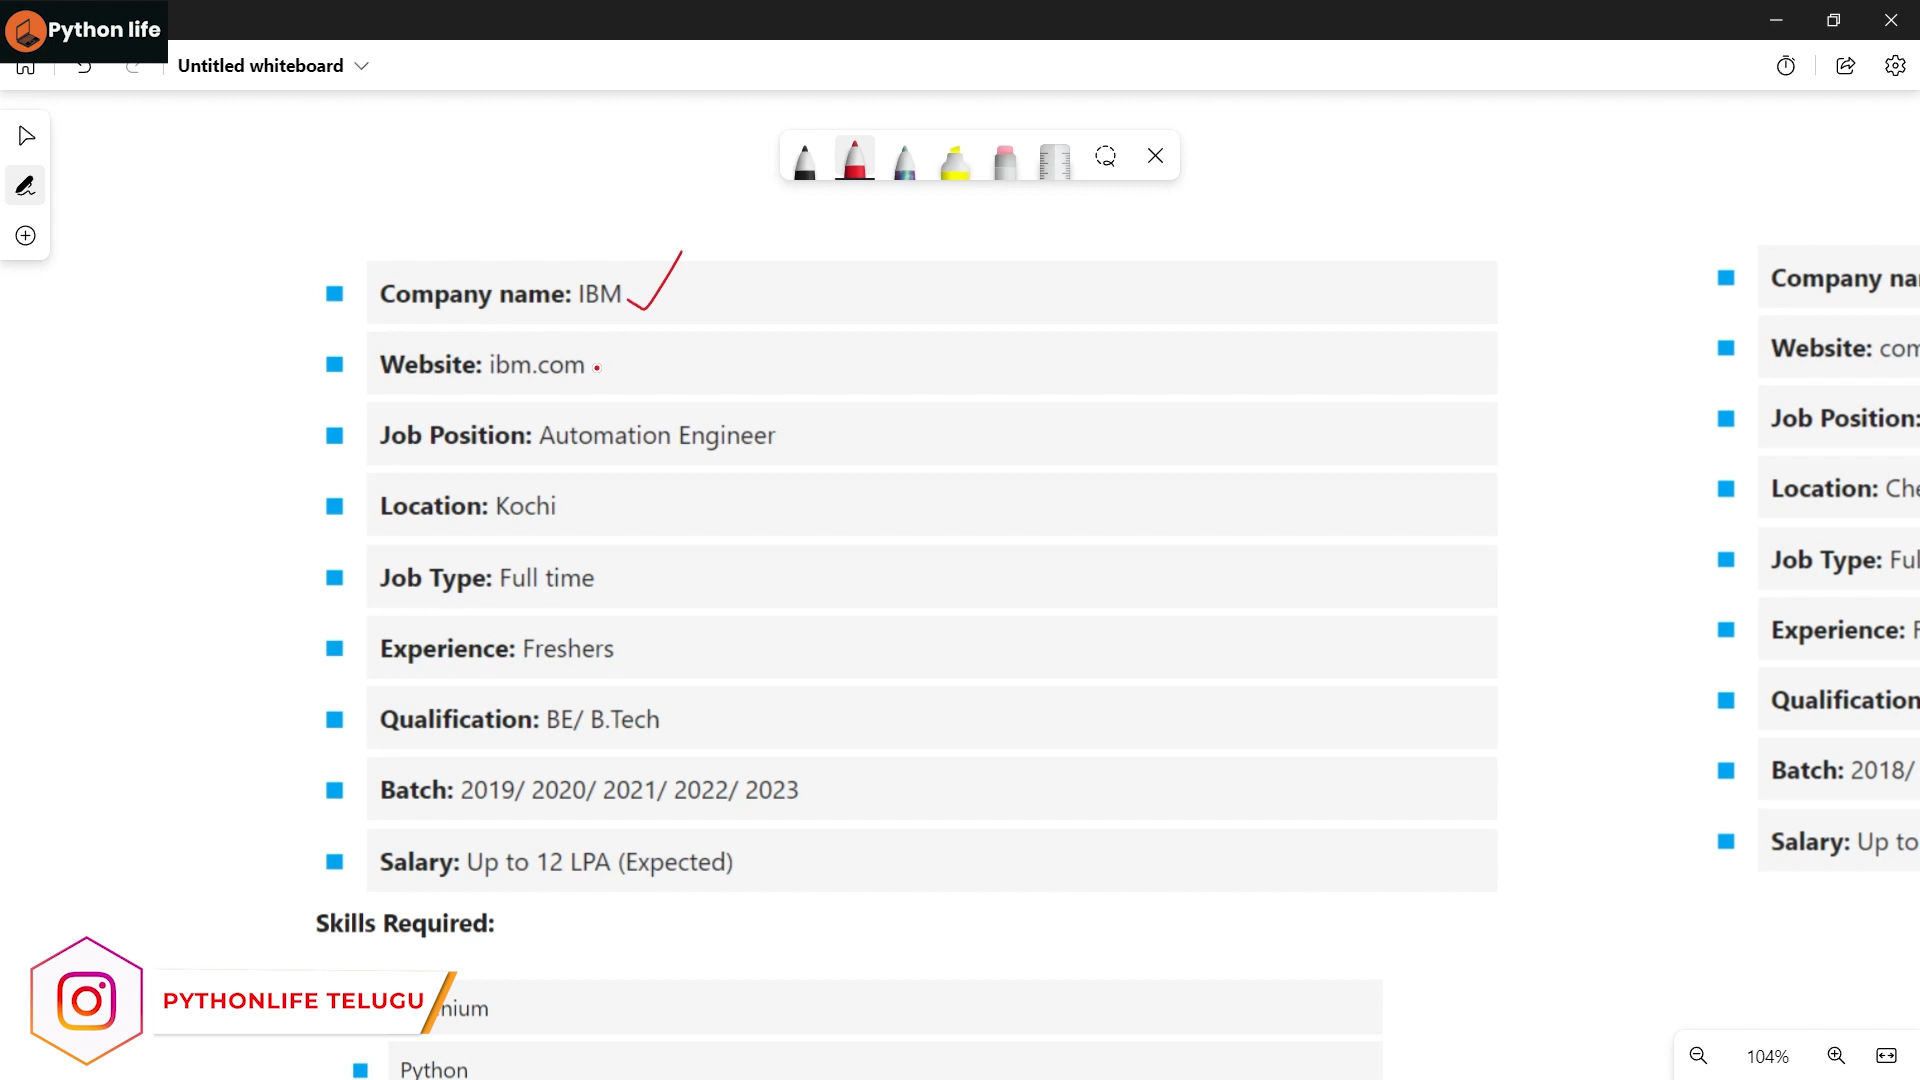 Python life
Untitled whiteboard
Company name: IBM
Website: ibm.com
Job Position: Automation Engineer
Location: Kochi
Job Type: Full time
Experience: Freshers
Qualification: BE/ B.Tech
Batch: 2019/ 2020/ 2021/ 2022/ 2023
Salary: Up to 12 LPA (Expected)
Skills Required:
nium
Python
Company na
Website: com
Job Position:
Location: Che
Job Type: Ful
Experience: F
Qualification
Batch: 2018/
Salary: Up to
PYTHONLIFE TELUGU
104%